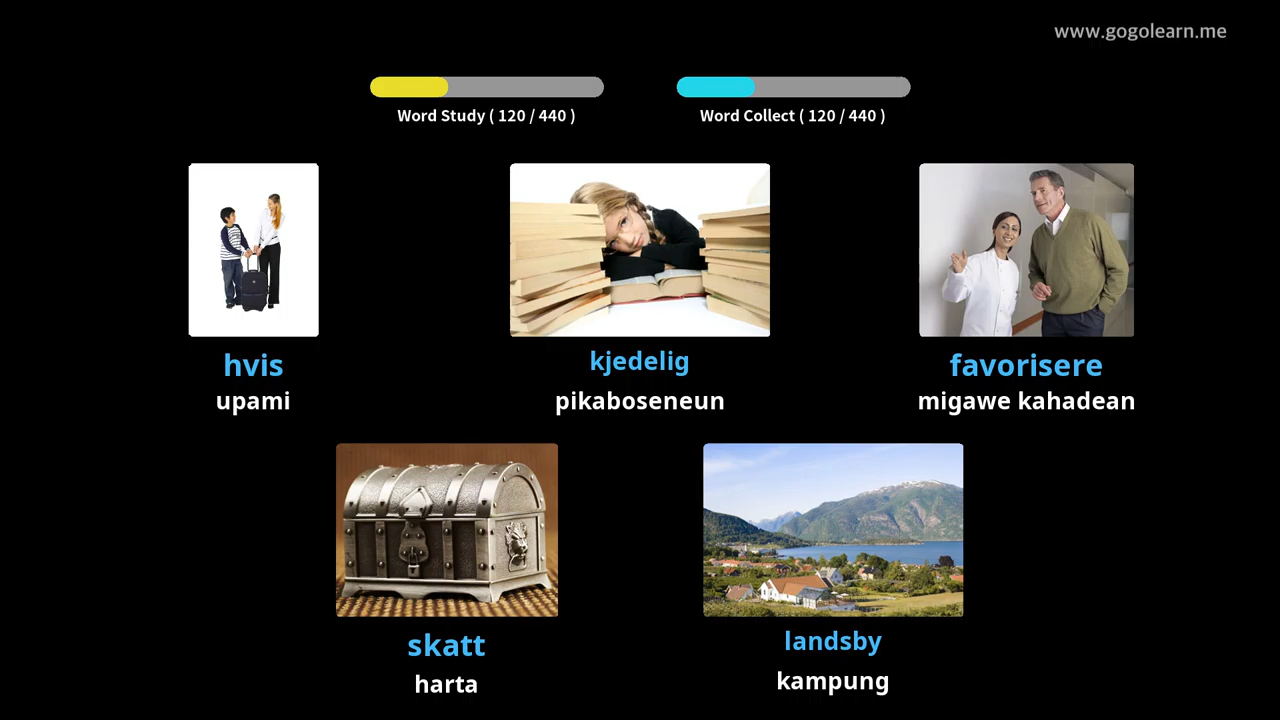 www.gogolearn.me
Word Study ( 120 / 440 )
Word Collect ( 120 / 440 )
hvis
upami
kjedelig
pikaboseneun
favorisere
migawe kahadean
skatt
harta
landsby
kampung